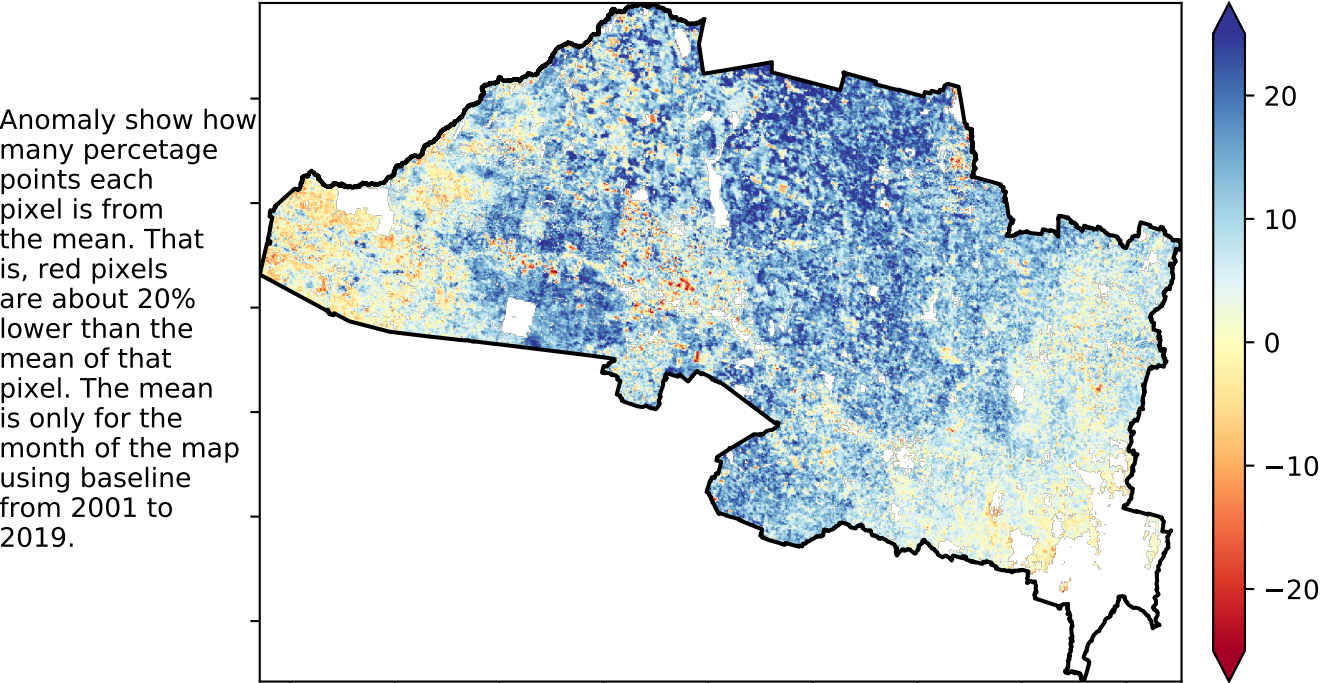 Anomaly show how
many percetage
points each
pixel is from
the mean. That
is, red pixels
are about 20%
lower than the
mean of that
pixel. The mean
is only for the
month of the map
using baseline
from 2001 to
2019.
20
10
0
−10
−20